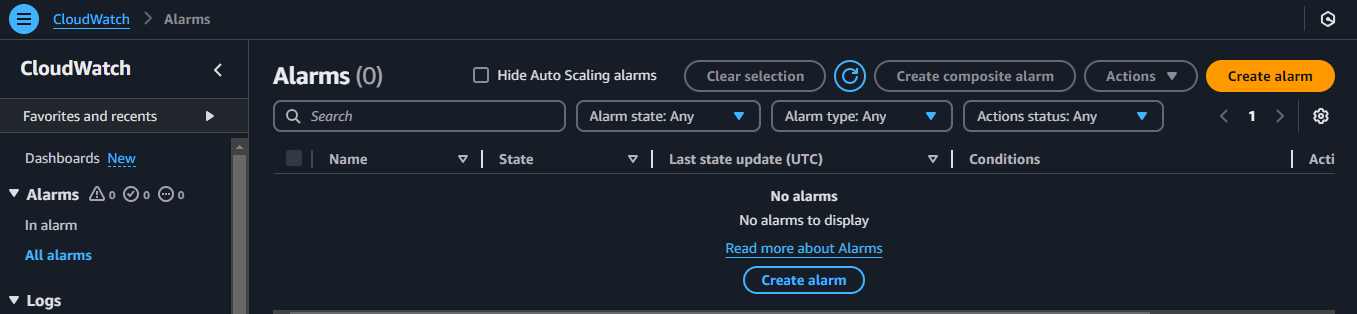 CloudWatch > Alarms
CloudWatch
Favorites and recents
Dashboards New
Alarms 0 0 0
In alarm
All alarms
Logs
Alarms (0)
Hide Auto Scaling alarms
Clear selection
Create composite alarm
Actions
Create alarm
Search
Alarm state: Any
Alarm type: Any
Actions status: Any
1
Name
State
Last state update (UTC)
Conditions
Acti
No alarms
No alarms to display
Read more about Alarms
Create alarm